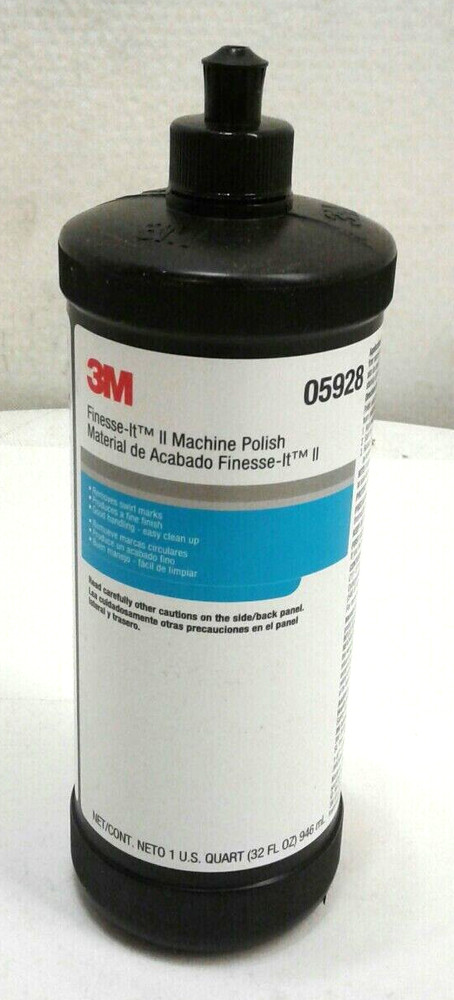 3M
05928
Finesse-It™ II Machine Polish
Material de Acabado Finesse-It™ II
• Removes swirl marks
• Produces a fine finish
• Good handling - easy clean up
• Remueve marcas circulares
• Produce un acabado fino
• Buen manejo - fácil de limpiar
Read carefully other cautions on the side/back panel.
Lea cuidadosamente otras precauciones en el panel
lateral y trasero.
NET/CONT. NETO 1 U.S. QUART (32 FL OZ) 946 mL